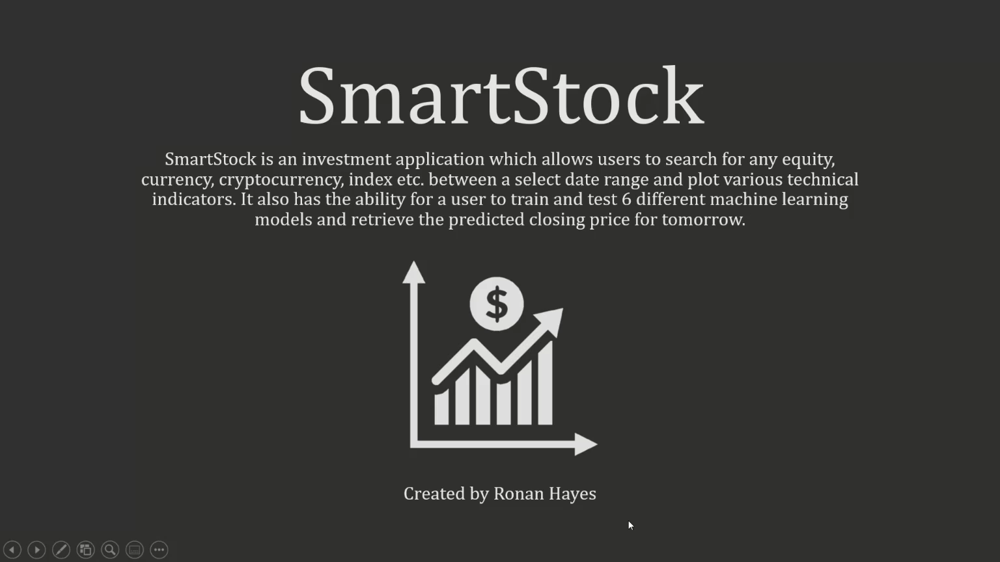 SmartStock
SmartStock is an investment application which allows users to search for any equity,
currency, cryptocurrency, index etc. between a select date range and plot various technical
indicators. It also has the ability for a user to train and test 6 different machine learning
models and retrieve the predicted closing price for tomorrow.
$
Created by Ronan Hayes